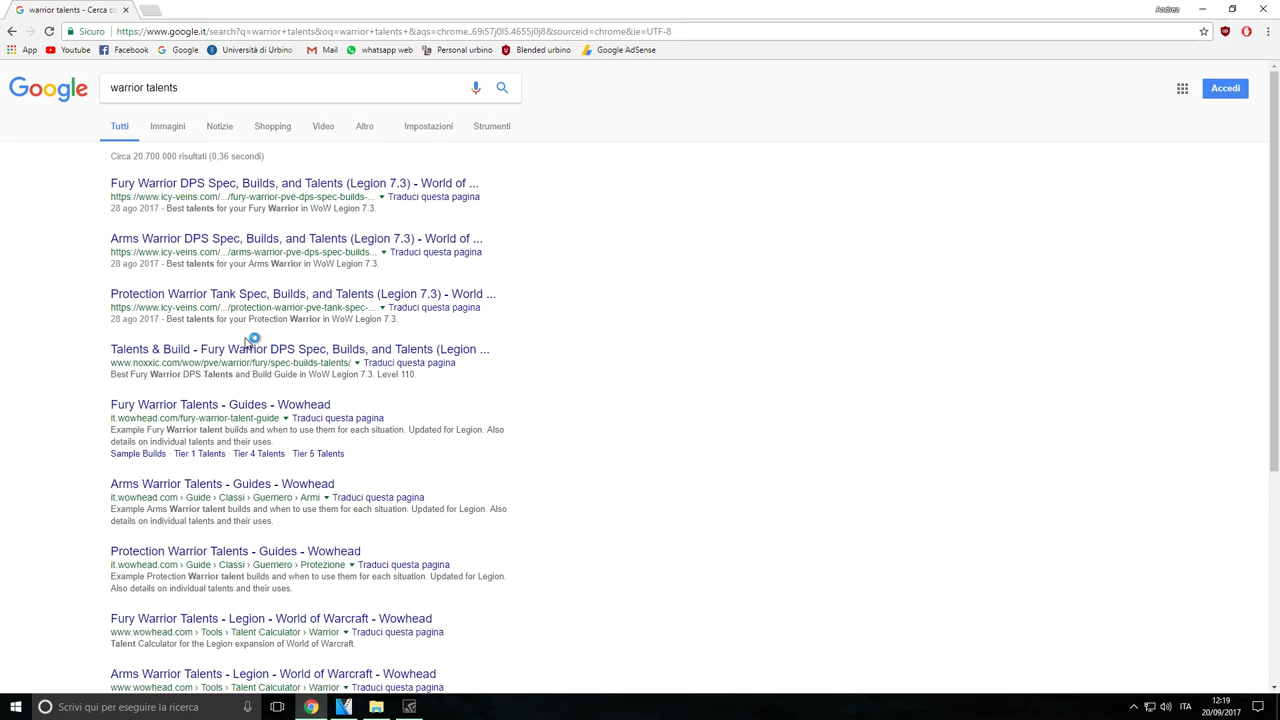 warrior talents - Cerca co
Andrea
Sicuro
https://www.google.it/search?q=warrior+talents&oq=warrior+talents+&aqs=chrome..69i57j0l5.4655j0j8&sourceid=chrome&ie=UTF-8
App Youtube Facebook Google Università di Urbino Mail whatsapp web Personal urbino Blended urbino Google AdSense
Google
warrior talents
Accedi
Tutti Immagini Notizie Shopping Video Altro Impostazioni Strumenti
Circa 20.700.000 risultati (0,36 secondi)
Fury Warrior DPS Spec, Builds, and Talents (Legion 7.3) - World of ...
https://www.icy-veins.com/.../fury-warrior-pve-dps-spec-builds-... Traduci questa pagina
28 ago 2017 - Best talents for your Fury Warrior in WoW Legion 7.3.
Arms Warrior DPS Spec, Builds, and Talents (Legion 7.3) - World of ...
https://www.icy-veins.com/.../arms-warrior-pve-dps-spec-builds... Traduci questa pagina
28 ago 2017 - Best talents for your Arms Warrior in WoW Legion 7.3.
Protection Warrior Tank Spec, Builds, and Talents (Legion 7.3) - World ...
https://www.icy-veins.com/.../protection-warrior-pve-tank-spec-... Traduci questa pagina
28 ago 2017 - Best talents for your Protection Warrior in WoW Legion 7.3.
Talents & Build - Fury Warrior DPS Spec, Builds, and Talents (Legion ...
www.noxxic.com/wow/pve/warrior/fury/spec-builds-talents/ Traduci questa pagina
Best Fury Warrior DPS Talents and Build Guide in WoW Legion 7.3. Level 110.
Fury Warrior Talents - Guides - Wowhead
it.wowhead.com/fury-warrior-talent-guide Traduci questa pagina
Example Fury Warrior talent builds and when to use them for each situation. Updated for Legion. Also
details on individual talents and their uses.
Sample Builds · Tier 1 Talents · Tier 4 Talents · Tier 5 Talents
Arms Warrior Talents - Guides - Wowhead
it.wowhead.com › Guide › Classi › Guerriero › Armi Traduci questa pagina
Example Arms Warrior talent builds and when to use them for each situation. Updated for Legion. Also
details on individual talents and their uses.
Protection Warrior Talents - Guides - Wowhead
it.wowhead.com › Guide › Classi › Guerriero › Protezione Traduci questa pagina
Example Protection Warrior talent builds and when to use them for each situation. Updated for Legion.
Also details on individual talents and their uses.
Fury Warrior Talents - Legion - World of Warcraft - Wowhead
www.wowhead.com › Tools › Talent Calculator › Warrior Traduci questa pagina
Talent Calculator for the Legion expansion of World of Warcraft.
Arms Warrior Talents - Legion - World of Warcraft - Wowhead
www.wowhead.com › Tools › Talent Calculator › Warrior Traduci questa pagina
Scrivi qui per eseguire la ricerca
ITA
12:19
20/09/2017